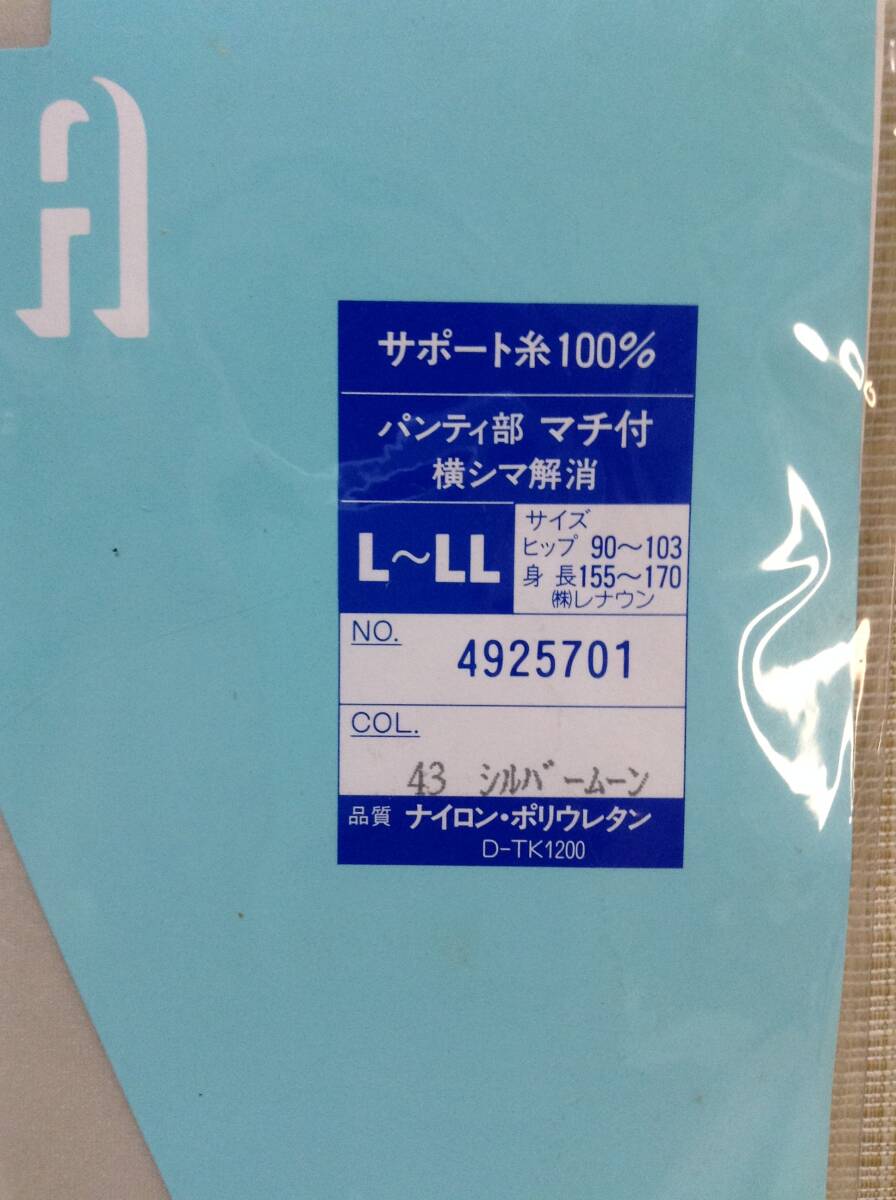 サポート糸100%
パンティ部 マチ付
横シマ解消
L〜LL
サイズ
ヒップ 90〜103
身長155〜170
㈱レナウン
NO.
4925701
COL.
43 シルバームーン
品質 ナイロン・ポリウレタン
D-TK1200